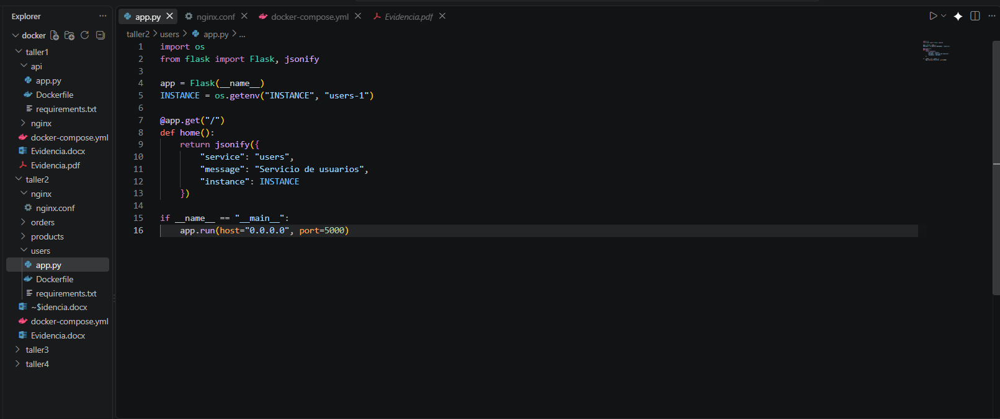 Explorer
docker
taller1
api
app.py
Dockerfile
requirements.txt
nginx
docker-compose.yml
Evidencia.docx
Evidencia.pdf
taller2
nginx
nginx.conf
orders
products
users
app.py
Dockerfile
requirements.txt
~$idencia.docx
docker-compose.yml
Evidencia.docx
taller3
taller4
app.py nginx.conf docker-compose.yml Evidencia.pdf
taller2 > users > app.py > ...
1 import os
2 from flask import Flask, jsonify
3
4 app = Flask(__name__)
5 INSTANCE = os.getenv("INSTANCE", "users-1")
6
7 @app.get("/")
8 def home():
9     return jsonify({
10         "service": "users",
11         "message": "Servicio de usuarios",
12         "instance": INSTANCE
13     })
14
15 if __name__ == "__main__":
16     app.run(host="0.0.0.0", port=5000)